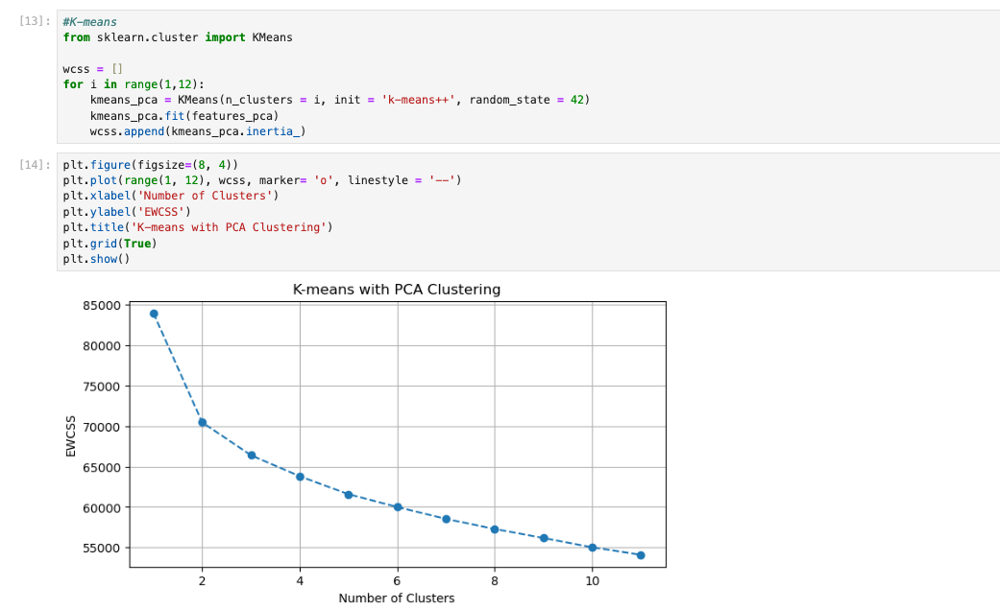 [13]:
#K-means
from sklearn.cluster import KMeans
wcss = []
for i in range(1,12):
    kmeans_pca = KMeans(n_clusters = i, init = 'k-means++', random_state = 42)
    kmeans_pca.fit(features_pca)
    wcss.append(kmeans_pca.inertia_)
[14]:
plt.figure(figsize=(8, 4))
plt.plot(range(1, 12), wcss, marker= 'o', linestyle = '--')
plt.xlabel('Number of Clusters')
plt.ylabel('EWCSS')
plt.title('K-means with PCA Clustering')
plt.grid(True)
plt.show()
K-means with PCA Clustering
85000
80000
75000
70000
65000
60000
55000
EWCSS
2 4 6 8 10
Number of Clusters